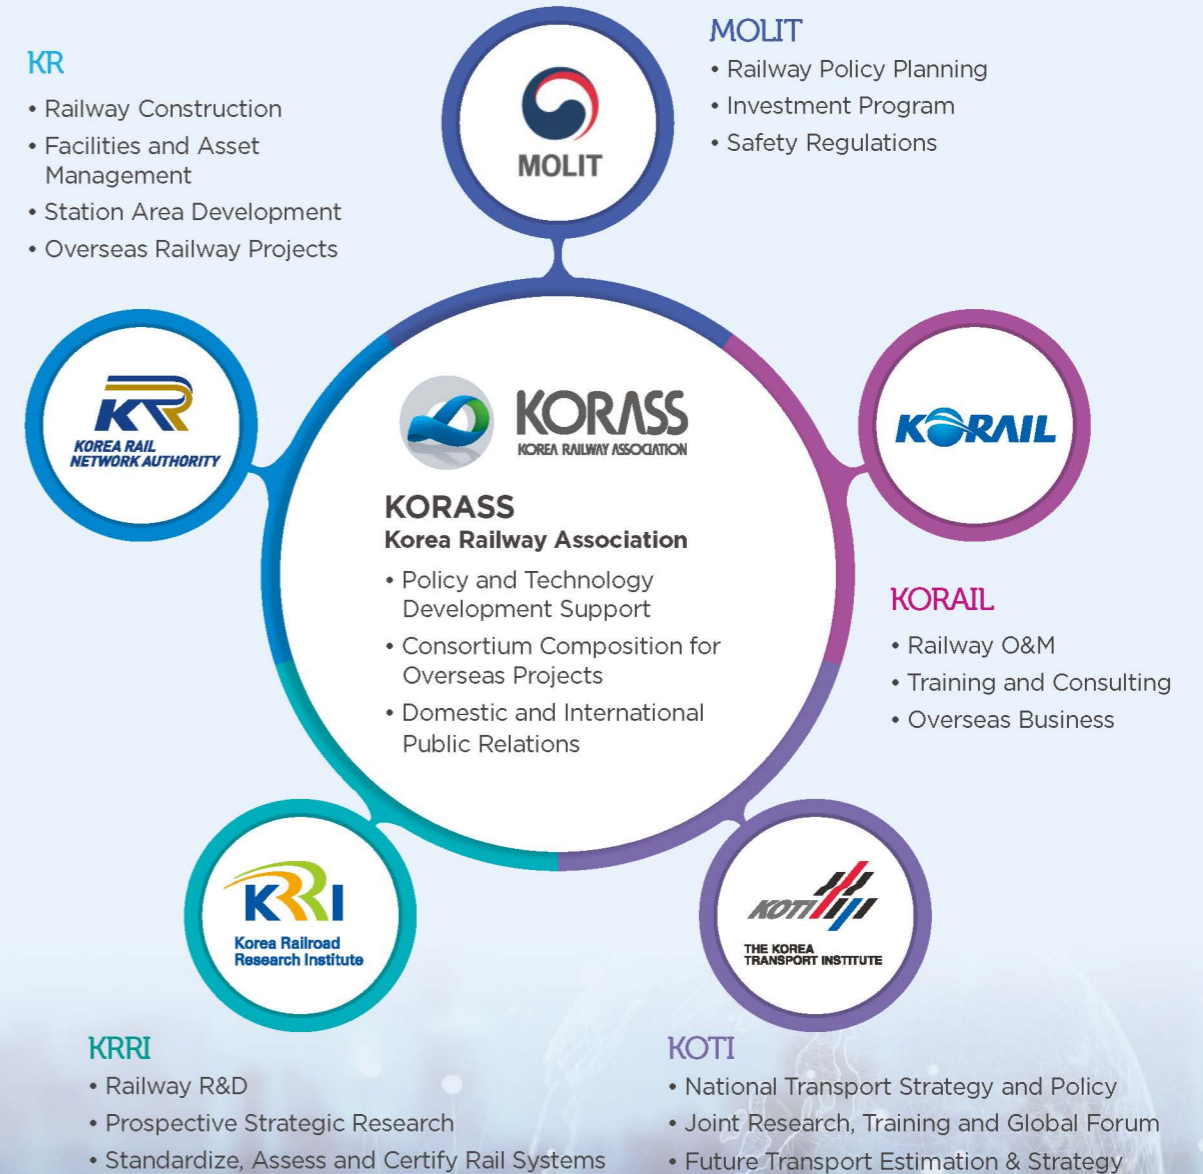 KR
• Railway Construction
• Facilities and Asset
Management
• Station Area Development
• Overseas Railway Projects
MOLIT
MOLIT
• Railway Policy Planning
• Investment Program
• Safety Regulations
KR
KOREA RAIL
NETWORK AUTHORITY
KORASS
KOREA RAILWAY ASSOCIATION
KORASS
Korea Railway Association
• Policy and Technology
Development Support
• Consortium Composition for
Overseas Projects
• Domestic and International
Public Relations
KORAIL
KORAIL
• Railway O&M
• Training and Consulting
• Overseas Business
KRRI
Korea Railroad
Research Institute
KRRI
• Railway R&D
• Prospective Strategic Research
• Standardize, Assess and Certify Rail Systems
KOTI
THE KOREA
TRANSPORT INSTITUTE
KOTI
• National Transport Strategy and Policy
• Joint Research, Training and Global Forum
• Future Transport Estimation & Strategy